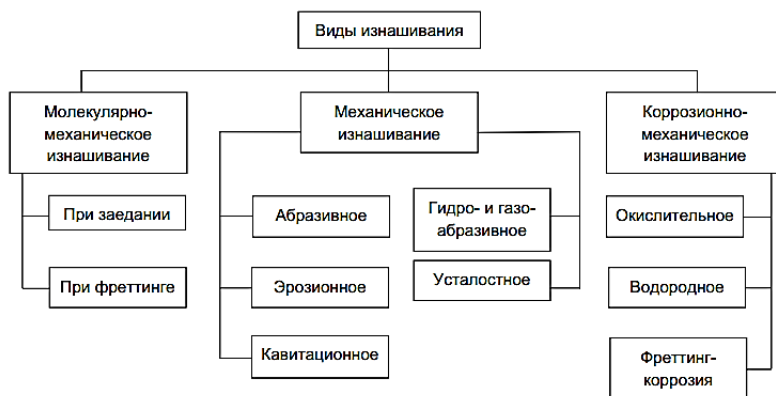 Виды изнашивания
Молекулярно-
механическое
изнашивание
Механическое
изнашивание
Коррозионно-
механическое
изнашивание
При заедании
При фреттинге
Абразивное
Эрозионное
Кавитационное
Гидро- и газо-
абразивное
Усталостное
Окислительное
Водородное
Фреттинг-
коррозия